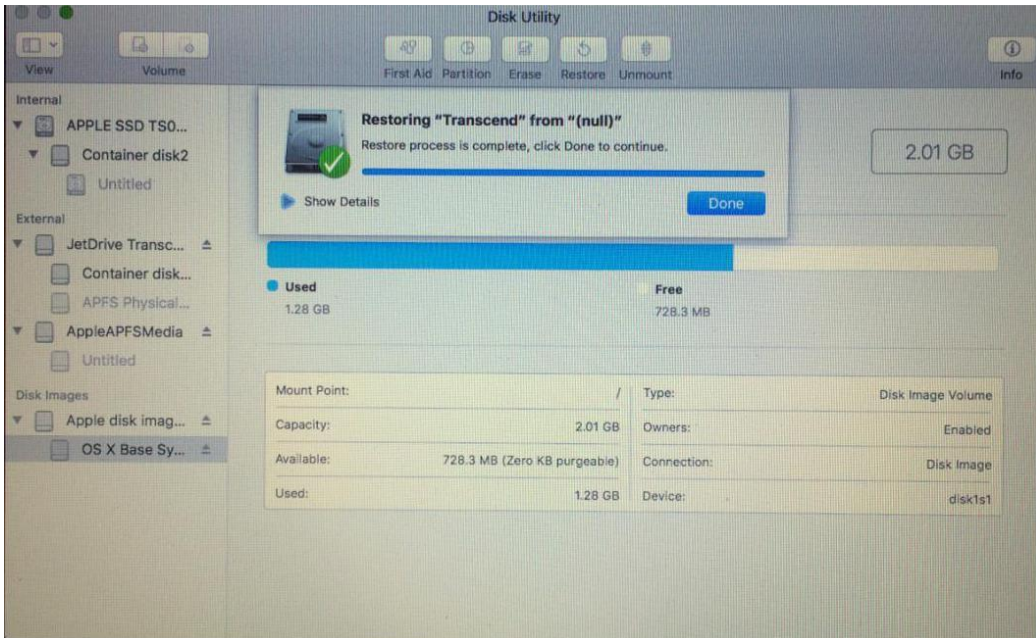 Disk Utility
View
Volume
First Aid
Partition
Erase
Restore
Unmount
Info
Internal
APPLE SSD TS0...
Container disk2
Untitled
External
JetDrive Transc...
Container disk...
APFS Physical...
AppleAPFSMedia
Untitled
Disk Images
Apple disk imag...
OS X Base Sy...
Restoring "Transcend" from "(null)"
Restore process is complete, click Done to continue.
Show Details
Done
2.01 GB
Used
1.28 GB
Free
728.3 MB
Mount Point: /
Capacity: 2.01 GB
Available: 728.3 MB (Zero KB purgeable)
Used: 1.28 GB
Type: Disk Image Volume
Owners: Enabled
Connection: Disk Image
Device: disk1s1